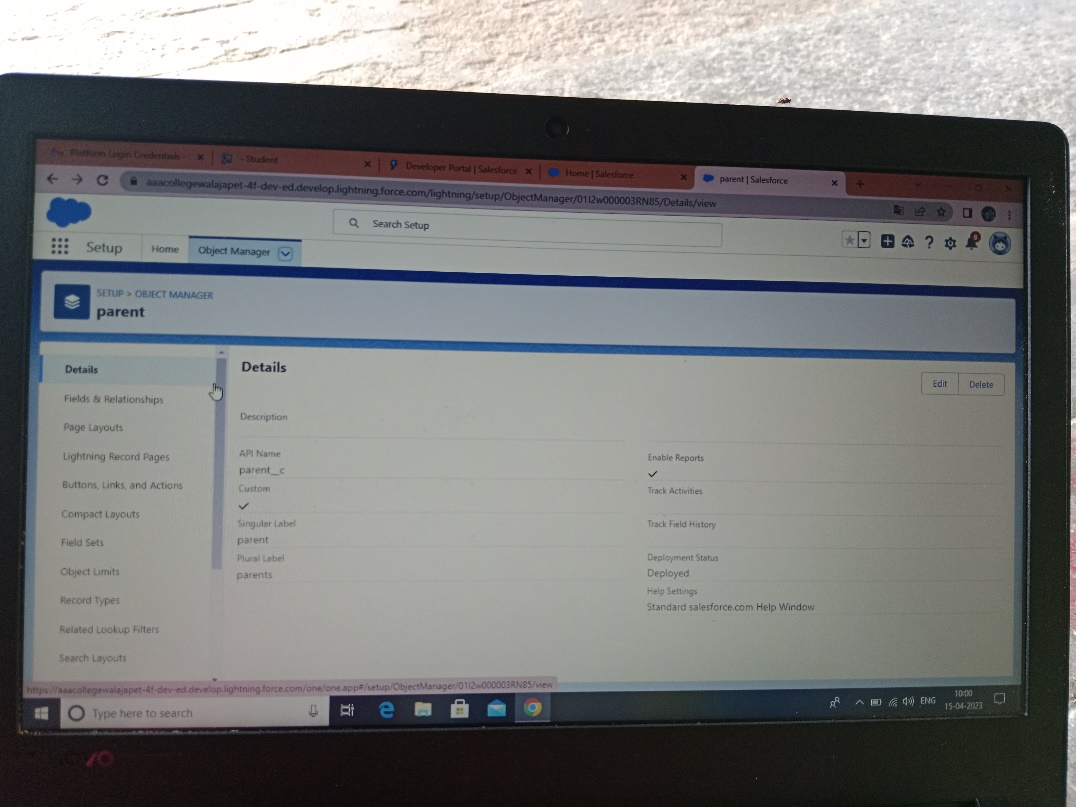 Platform Login Credentials -
- Student
Developer Portal | Salesforce
Home | Salesforce
parent | Salesforce
aaacollegewalajapet-4f-dev-ed.develop.lightning.force.com/lightning/setup/ObjectManager/01I2w000003RN85/Details/view
Search Setup
Setup
Home
Object Manager
SETUP > OBJECT MANAGER
parent
Details
Fields & Relationships
Page Layouts
Lightning Record Pages
Buttons, Links, and Actions
Compact Layouts
Field Sets
Object Limits
Record Types
Related Lookup Filters
Search Layouts
Details
Edit
Delete
Description
API Name
parent__c
Custom
Singular Label
parent
Plural Label
parents
Enable Reports
Track Activities
Track Field History
Deployment Status
Deployed
Help Settings
Standard salesforce.com Help Window
https://aaacollegewalajapet-4f-dev-ed.develop.lightning.force.com/one/one.app#/setup/ObjectManager/01I2w000003RN85/view
Type here to search
ENG
10:00
15-04-2023